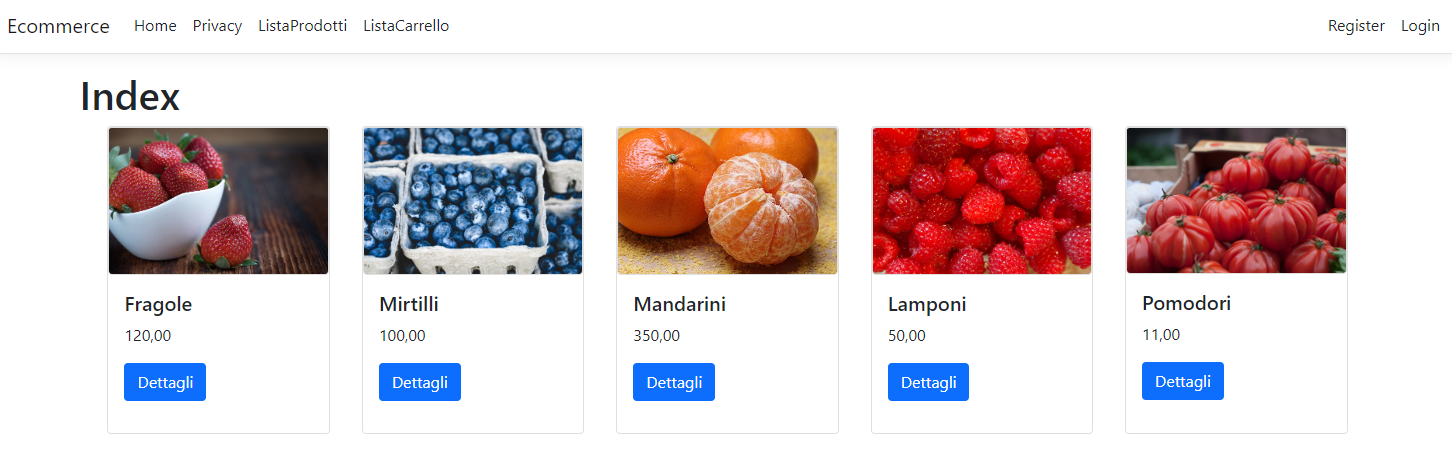 Ecommerce Home Privacy ListaProdotti ListaCarrello Register Login
Index
Fragole
120,00
Dettagli
Mirtilli
100,00
Dettagli
Mandarini
350,00
Dettagli
Lamponi
50,00
Dettagli
Pomodori
11,00
Dettagli